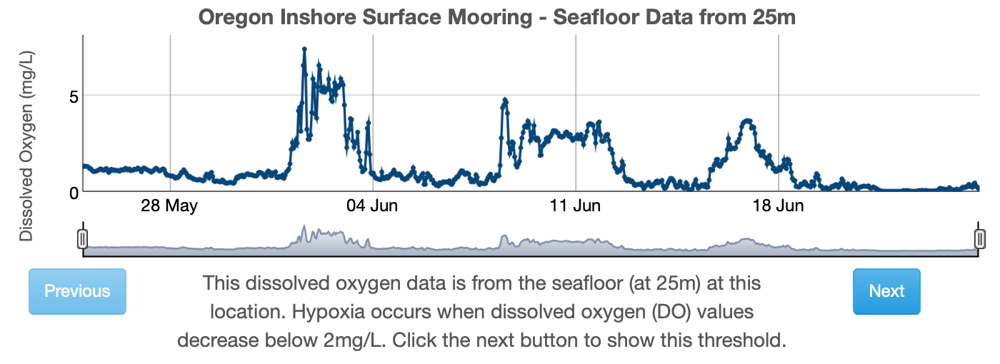 Oregon Inshore Surface Mooring - Seafloor Data from 25m
Dissolved Oxygen (mg/L)
5
0
28 May
04 Jun
11 Jun
18 Jun
Previous
This dissolved oxygen data is from the seafloor (at 25m) at this
location. Hypoxia occurs when dissolved oxygen (DO) values
decrease below 2mg/L. Click the next button to show this threshold.
Next